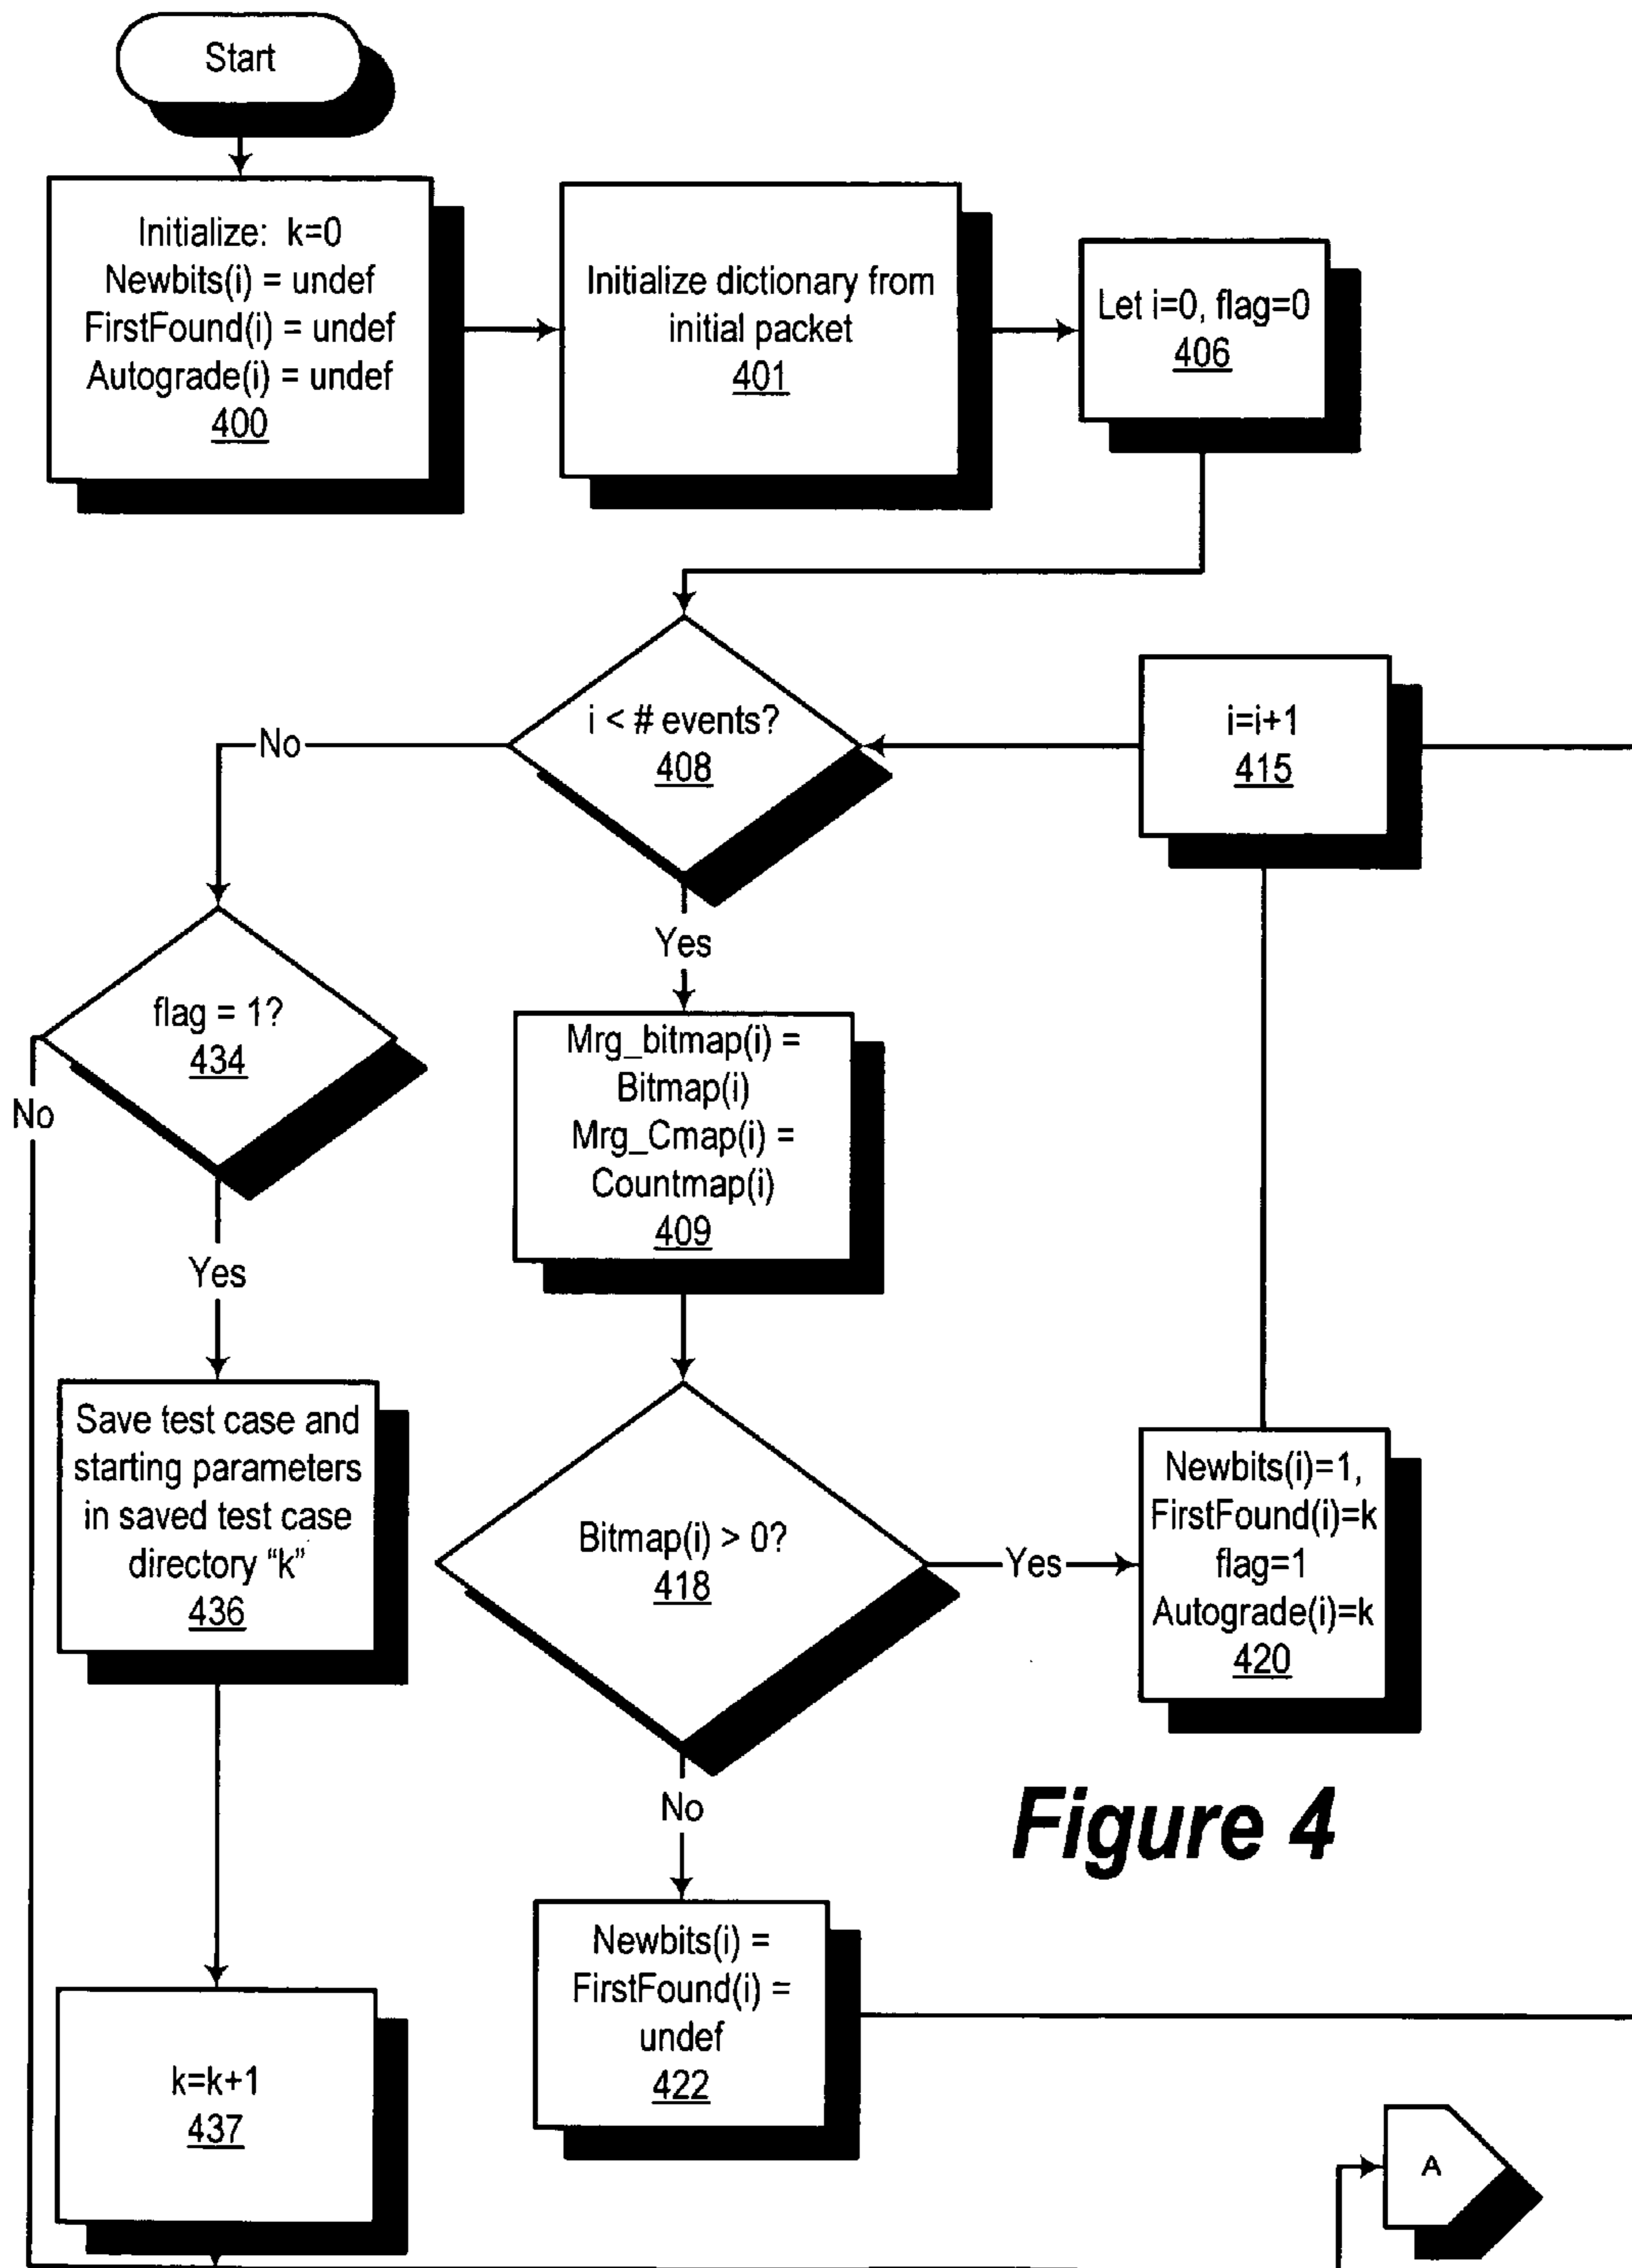 Start
Initialize: k=0
Newbits(i) = undef
FirstFound(i) = undef
Autograde(i) = undef
400
Initialize dictionary from
initial packet
401
Let i=0, flag=0
406
i < # events?
408
No
i=i+1
415
Yes
flag = 1?
434
No
Mrg_bitmap(i) =
Bitmap(i)
Mrg_Cmap(i) =
Countmap(i)
409
Yes
Save test case and
starting parameters
in saved test case
directory “k”
436
Bitmap(i) > 0?
418
Yes
Newbits(i)=1,
FirstFound(i)=k
flag=1
Autograde(i)=k
420
No
Figure 4
Newbits(i) =
FirstFound(i) =
undef
422
k=k+1
437
A